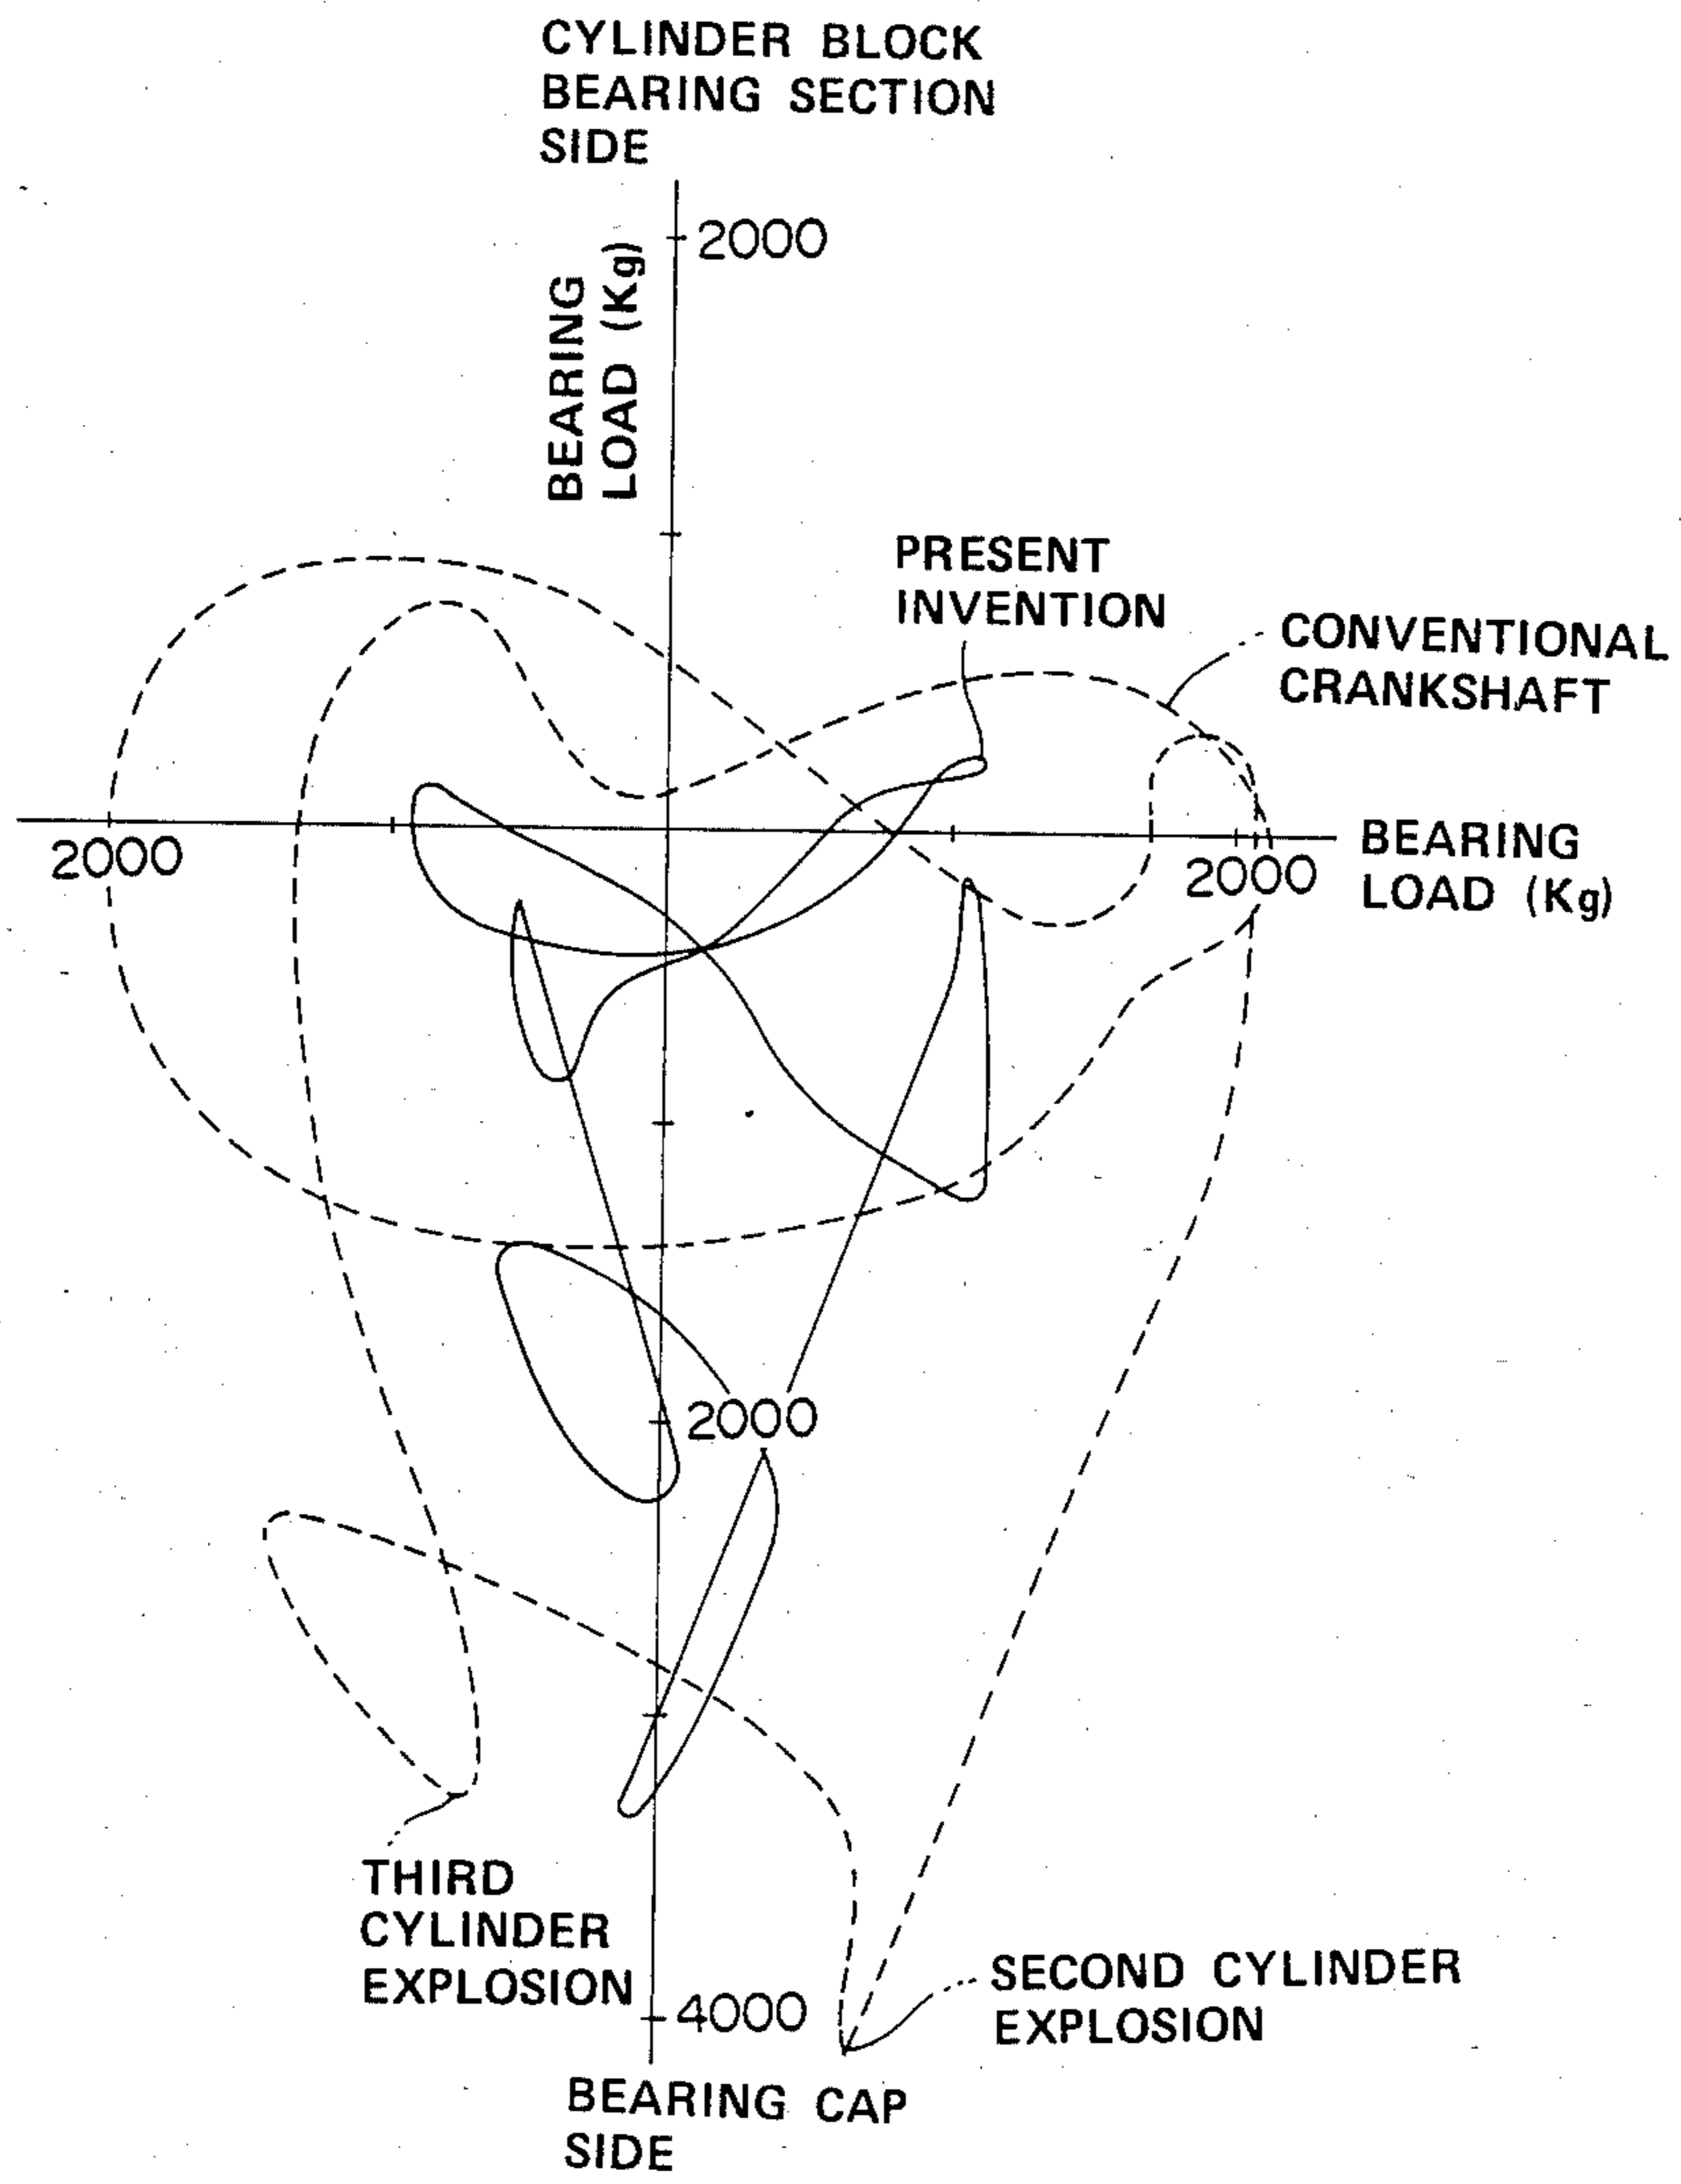 CYLINDER BLOCK
BEARING SECTION
SIDE
2000
BEARING
LOAD (Kg)
PRESENT
INVENTION
CONVENTIONAL
CRANKSHAFT
2000
2000
BEARING
LOAD (Kg)
2000
THIRD
CYLINDER
EXPLOSION
SECOND CYLINDER
EXPLOSION
4000
BEARING CAP
SIDE